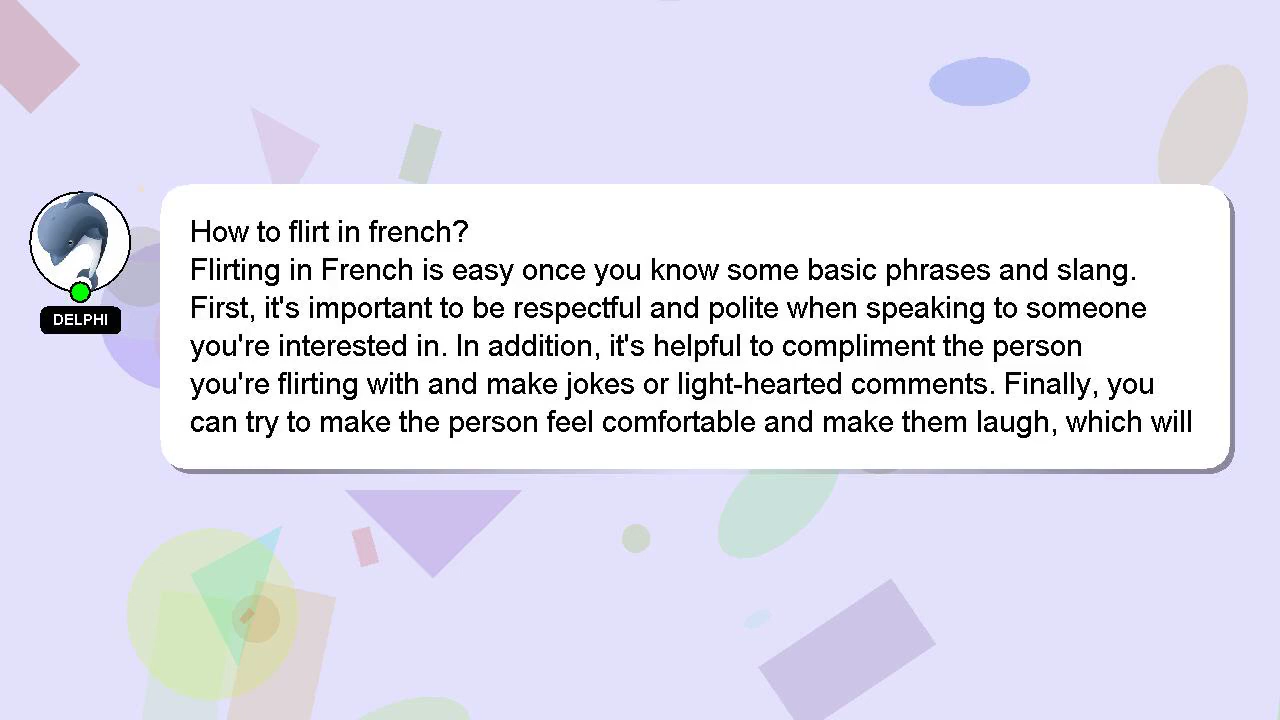 How to flirt in french?
Flirting in French is easy once you know some basic phrases and slang.
First, it's important to be respectful and polite when speaking to someone
you're interested in. In addition, it's helpful to compliment the person
you're flirting with and make jokes or light-hearted comments. Finally, you
can try to make the person feel comfortable and make them laugh, which will
DELPHI